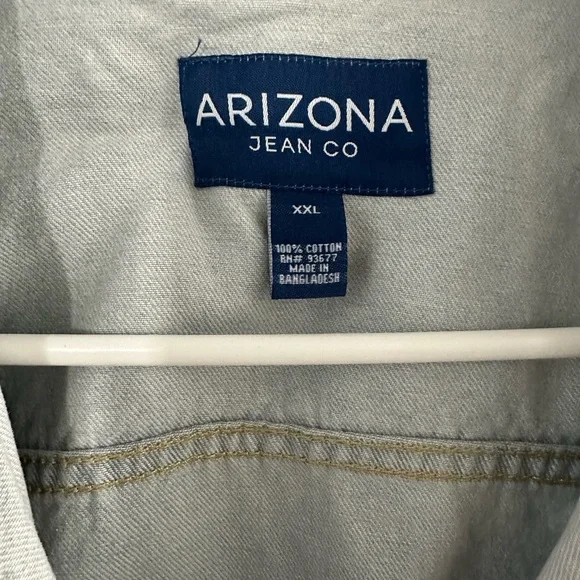 ARIZONA
JEAN CO
XXL
100% COTTON
RN# 93677
MADE IN
BANGLADESH